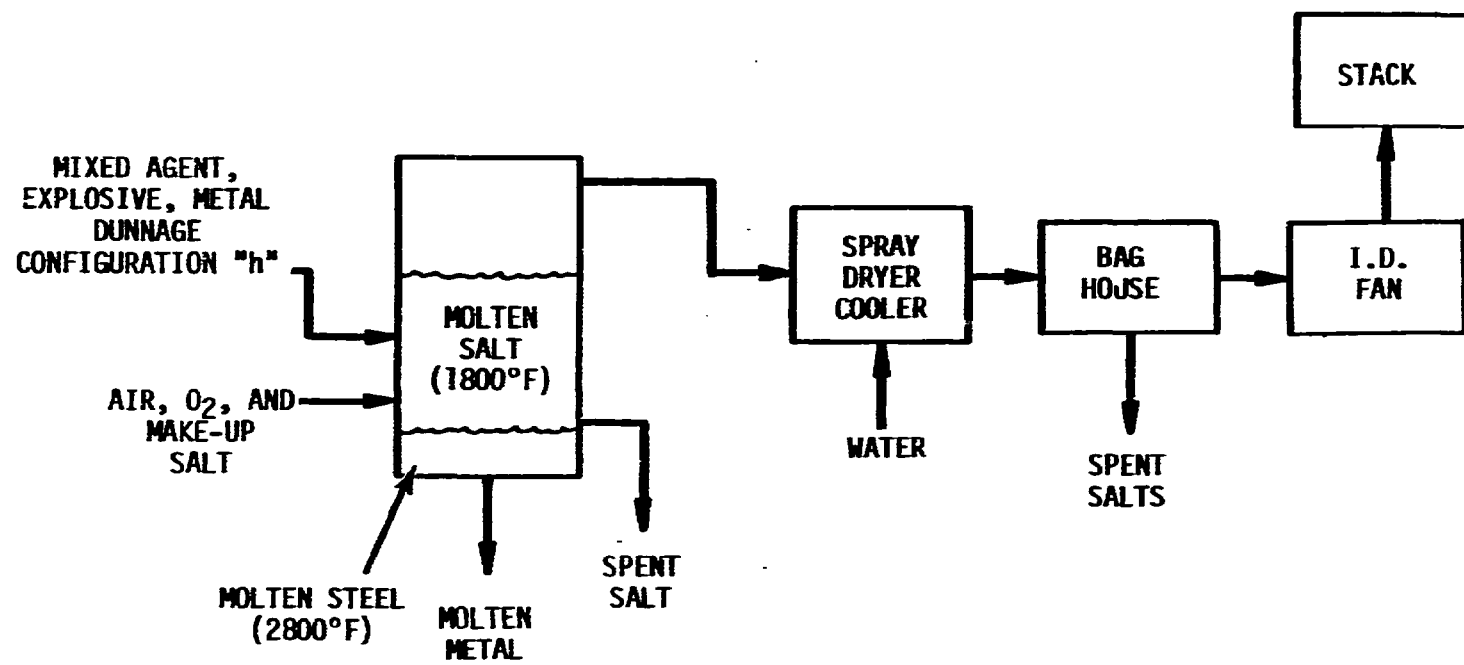 STACK
MIXED AGENT,
EXPLOSIVE, METAL
DUNNAGE
CONFIGURATION "h"
SPRAY
DRYER
COOLER
BAG
HOUSE
I.D.
FAN
MOLTEN
SALT
(1800°F)
AIR, O2, AND
MAKE-UP
SALT
WATER
SPENT
SALTS
SPENT
SALT
MOLTEN STEEL
(2800°F)
MOLTEN
METAL